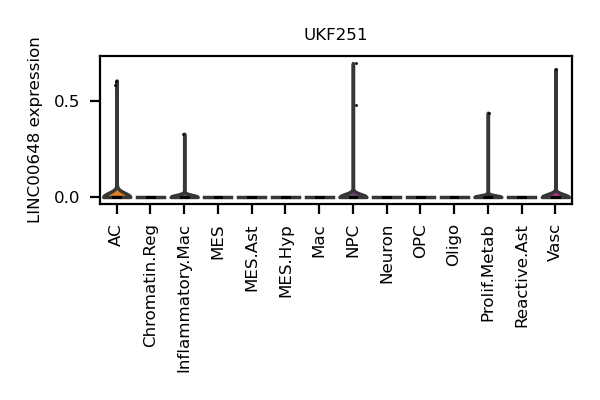 UKF251
LINC00648 expression
0.5
0.0
AC
Chromatin.Reg
Inflammatory.Mac
MES
MES.Ast
MES.Hyp
Mac
NPC
Neuron
OPC
Oligo
Prolif.Metab
Reactive.Ast
Vasc